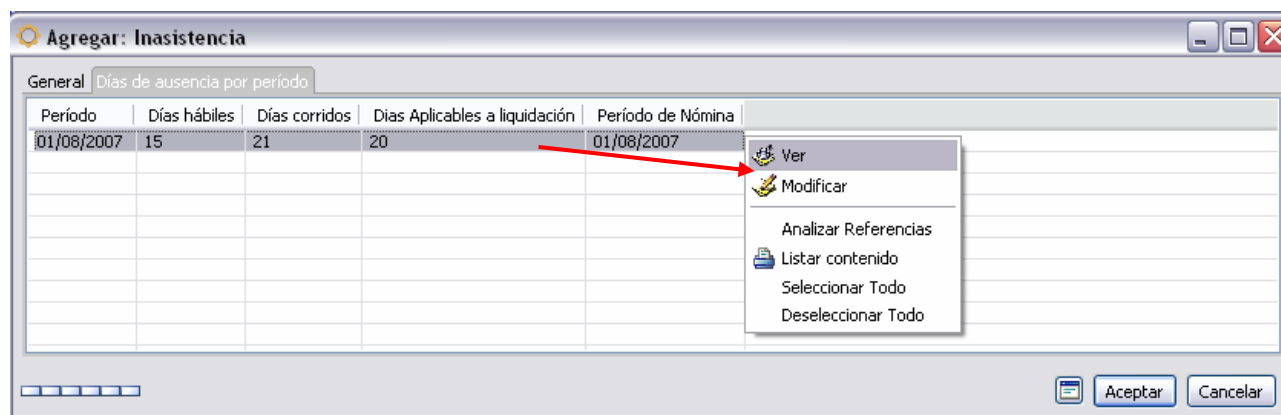 Agregar: Inasistencia
General Días de ausencia por período
Período Días hábiles Días corridos Dias Aplicables a liquidación Período de Nómina
01/08/2007 15 21 20 01/08/2007
Ver
Modificar
Analizar Referencias
Listar contenido
Seleccionar Todo
Deseleccionar Todo
Aceptar Cancelar